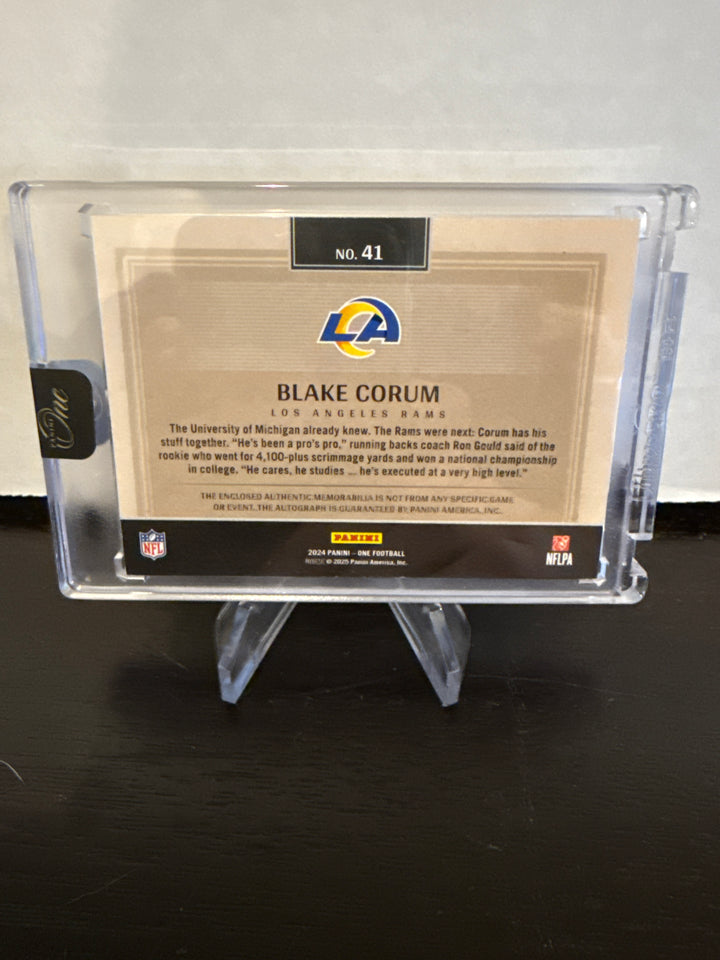 NO. 41
LA
BLAKE CORUM
LOS ANGELES RAMS
The University of Michigan already knew. The Rams were next: Corum has his
stuff together. “He’s been a pro’s pro,” running backs coach Ron Gould said of the
rookie who went for 4,100-plus scrimmage yards and won a national championship
in college. “He cares, he studies ... he’s executed at a very high level.”
THE ENCLOSED AUTHENTIC MEMORABILIA IS NOT FROM ANY SPECIFIC GAME
OR EVENT. THE AUTOGRAPH IS GUARANTEED BY PANINI AMERICA, INC.
PANINI
One
NFL
PANINI
2024 PANINI – ONE FOOTBALL
© 2025 Panini America, Inc.
NFLPA